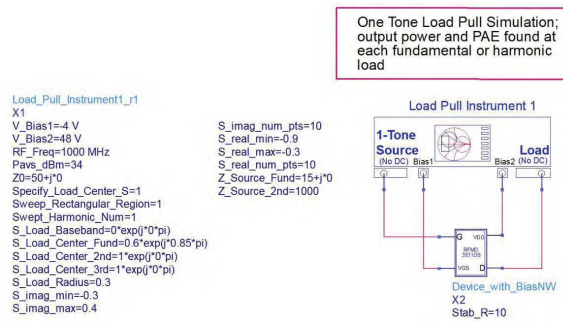 One Tone Load Pull Simulation;
output power and PAE found at
each fundamental or harmonic
load
Load_Pull_Instrument1_r1
X1
V_Bias1=-4 V
V_Bias2=48 V
RF_Freq=1000 MHz
Pavs_dBm=34
Z0=50+j*0
Specify_Load_Center_S=1
Sweep_Rectangular_Region=1
Swept_Harmonic_Num=1
S_Load_Baseband=0*exp(j*0*pi)
S_Load_Center_Fund=0.6*exp(j*0.85*pi)
S_Load_Center_2nd=1*exp(j*0*pi)
S_Load_Center_3rd=1*exp(j*0*pi)
S_Load_Radius=0.3
S_imag_min=-0.3
S_imag_max=0.4
S_imag_num_pts=10
S_real_min=-0.9
S_real_max=-0.3
S_real_num_pts=10
Z_Source_Fund=15+j*0
Z_Source_2nd=1000
Load Pull Instrument 1
1-Tone
Source
(No DC)
Bias1
Bias2
Load
(No DC)
G VDD
RFMD
3931DS
VGS D
Device_with_BiasNW
X2
Stab_R=10